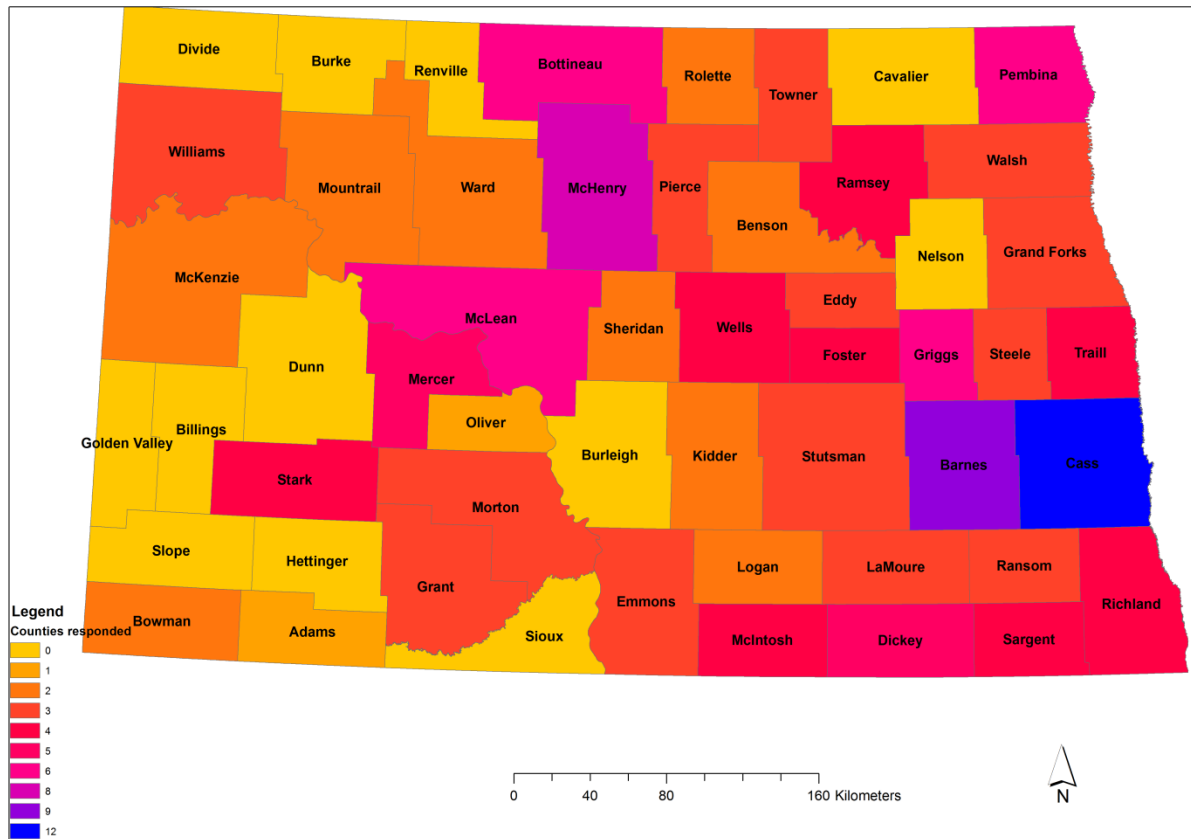 Divide
Burke
Renville
Bottineau
Rolette
Towner
Cavalier
Pembina
Williams
Mountrail
Ward
McHenry
Pierce
Benson
Ramsey
Walsh
McKenzie
Nelson
Grand Forks
Dunn
McLean
Mercer
Sheridan
Wells
Eddy
Foster
Griggs
Steele
Traill
Golden Valley
Billings
Oliver
Burleigh
Kidder
Stutsman
Barnes
Cass
Stark
Morton
Slope
Hettinger
Grant
Emmons
Logan
LaMoure
Ransom
Richland
Bowman
Adams
Sioux
McIntosh
Dickey
Sargent
Legend
Counties responded
0
1
2
3
4
5
6
8
9
12
0 40 80 160 Kilometers
N